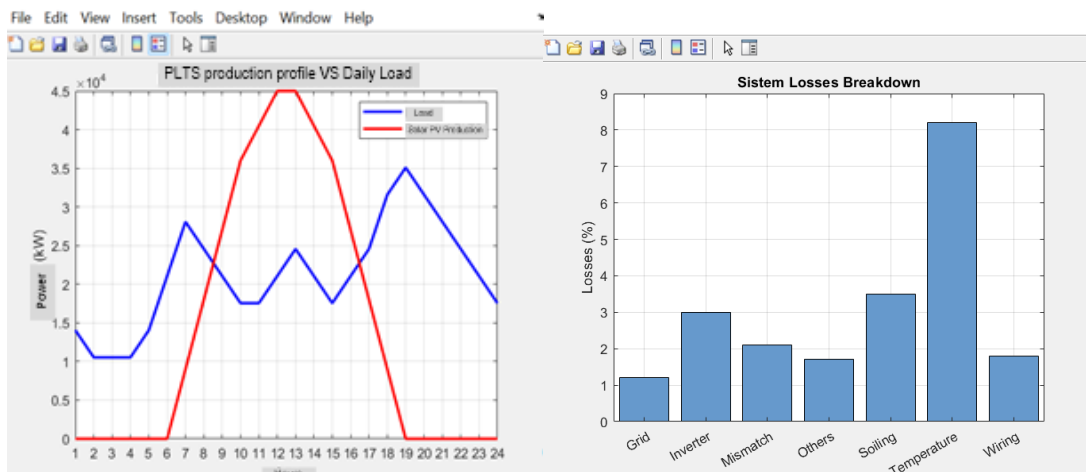 File Edit View Insert Tools Desktop Window Help
PLTS production profile VS Daily Load
×10⁴
4.5
4
3.5
3
2.5
2
1.5
1
0.5
0
Power (kW)
Load
Solar PV Production
1 2 3 4 5 6 7 8 9 10 11 12 13 14 15 16 17 18 19 20 21 22 23 24
Sistem Losses Breakdown
9
8
7
6
5
4
3
2
1
0
Losses (%)
Grid Inverter Mismatch Others Soiling Temperature Wiring